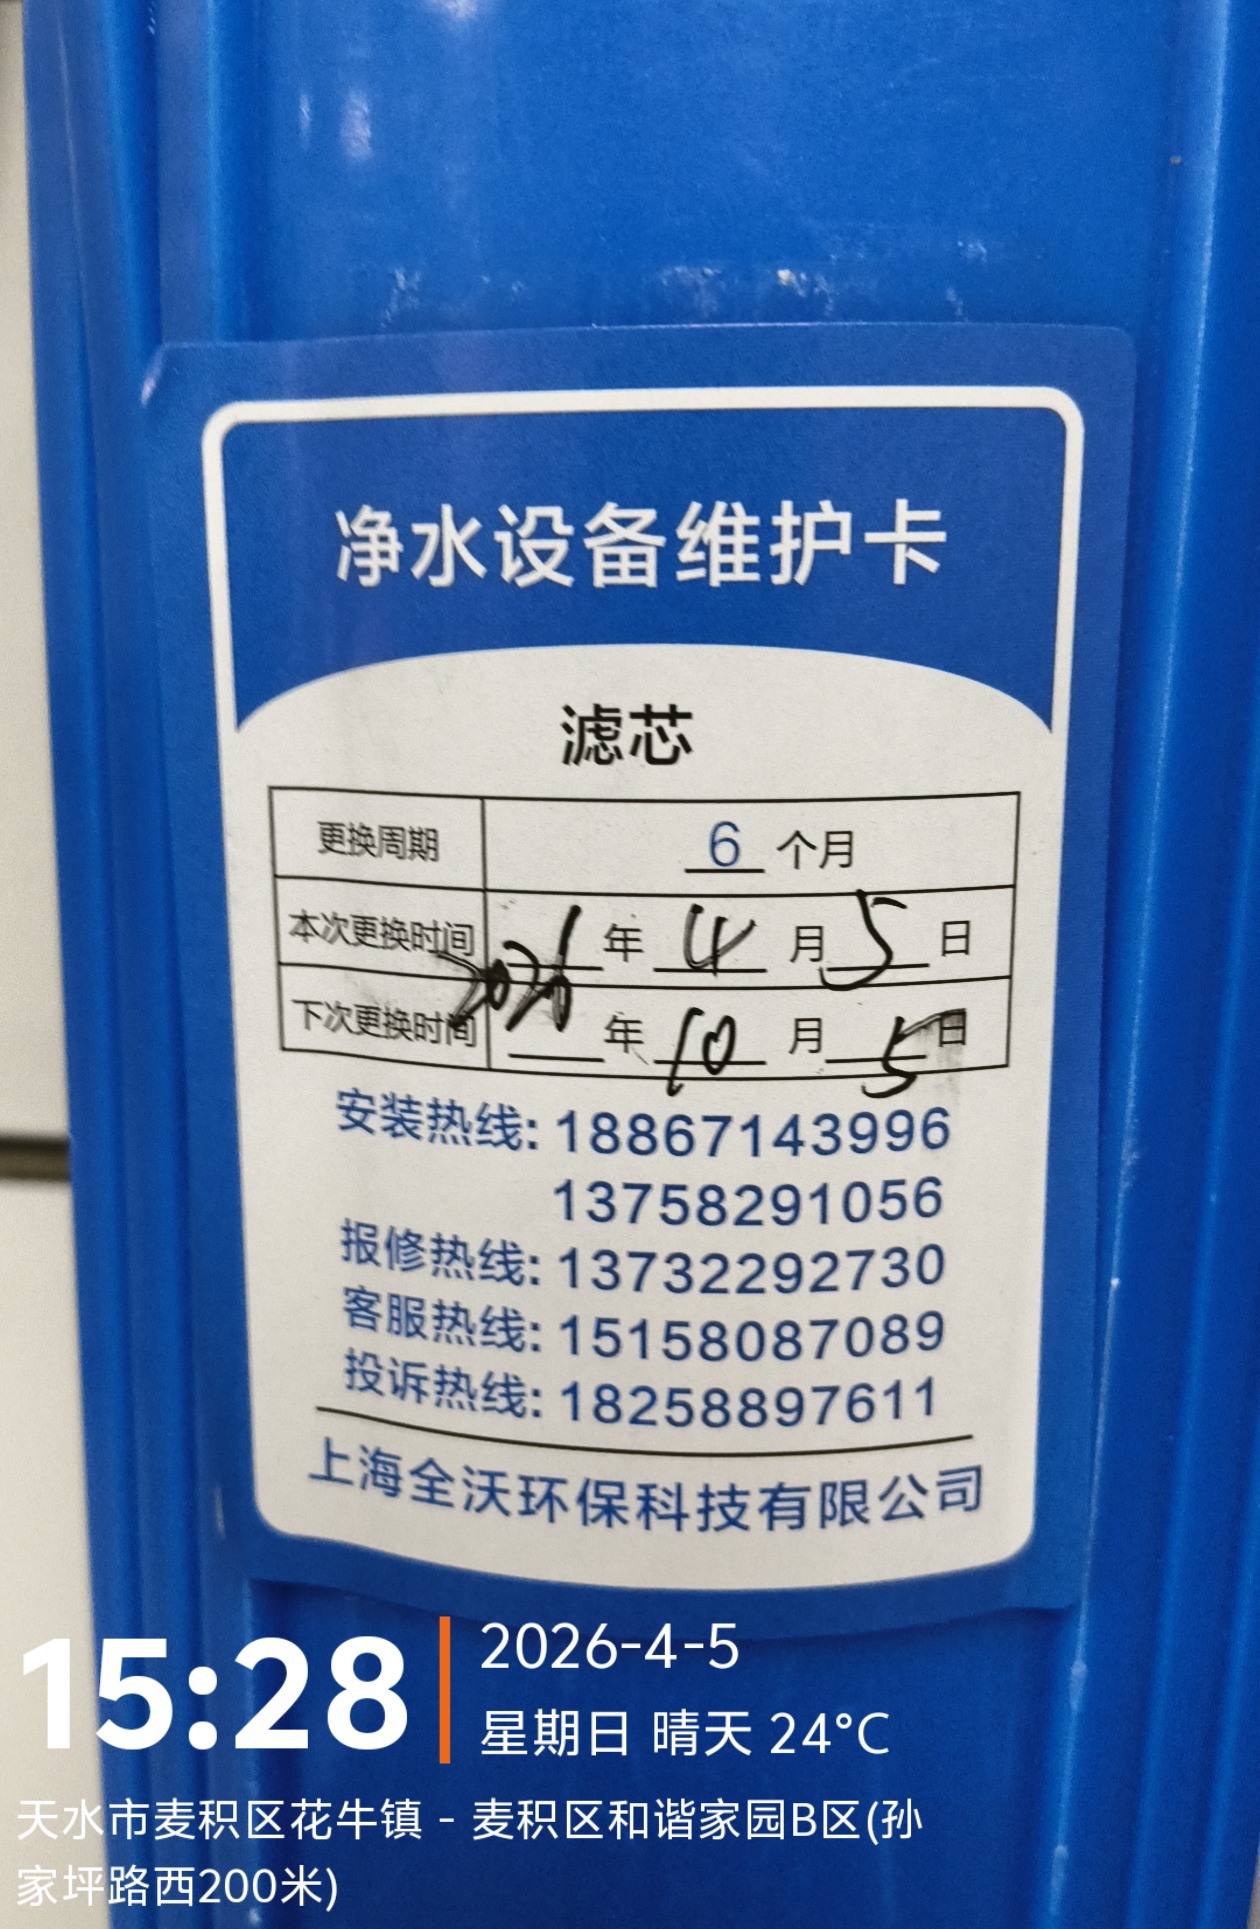 净水设备维护卡
滤芯
更换周期 6 个月
本次更换时间 2026 年 4 月 5 日
下次更换时间 年 10 月 5 日
安装热线: 18867143996
13758291056
报修热线: 13732292730
客服热线: 15158087089
投诉热线: 18258897611
上海全沃环保科技有限公司
15:28
2026-4-5
星期日 晴天 24°C
天水市麦积区花牛镇 - 麦积区和谐家园B区(孙
家坪路西200米)